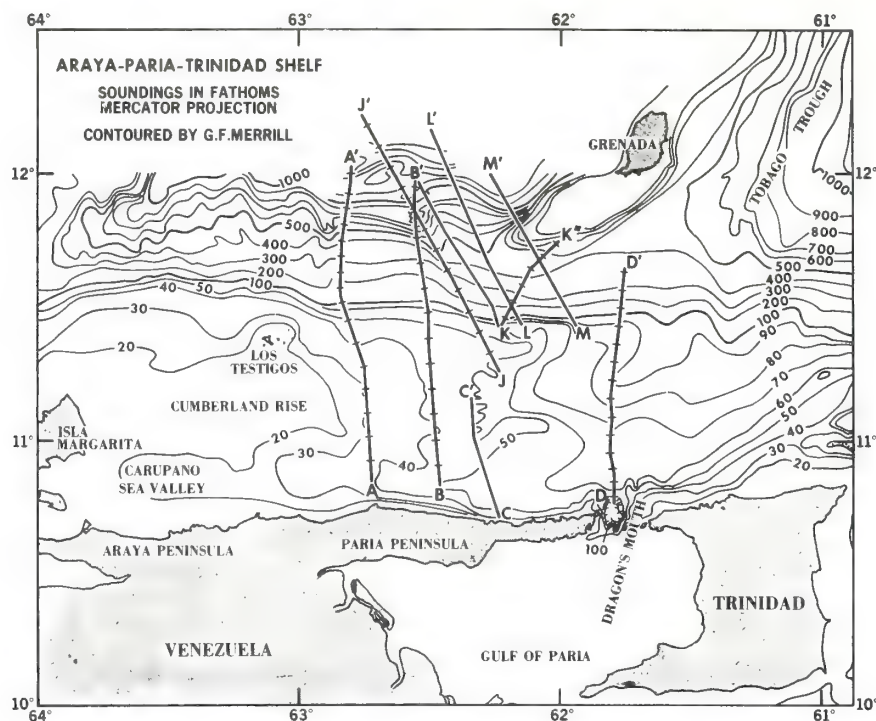 64° 63° 62° 61°
ARAYA-PARIA-TRINIDAD SHELF
SOUNDINGS IN FATHOMS
MERCATOR PROJECTION
CONTOURED BY G.F.MERRILL
J'
L'
TROUGH
GRENADA
A'
B'
M'
12° 12°
TOBAGO
1000
1000
900
800
700
600
500
K"
D'
500
400
300
200
100
400
300
200
100
90
40 50
30
20
K L M
80
70
60
50
40
30
20
LOS
TESTIGOS
J
C'
CUMBERLAND RISE
ISLA
MARGARITA
11° 11°
20
30
40
50
CARUPANO
SEA VALLEY
A B C D
100
ARAYA PENINSULA
PARIA PENINSULA
DRAGON'S MOUTH
TRINIDAD
VENEZUELA
GULF OF PARIA
10° 10°
64° 63° 62° 61°